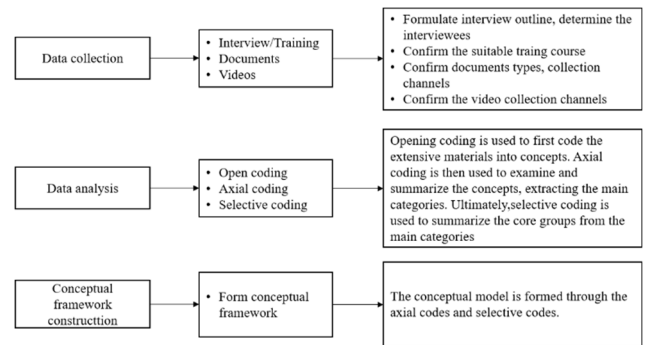 Data collection
• Interview/Training
• Documents
• Videos
• Formulate interview outline, determine the
interviewees
• Confirm the suitable traing course
• Confirm documents types, collection
channels
• Confirm the video collection channels
Data analysis
• Open coding
• Axial coding
• Selective coding
Opening coding is used to first code the
extensive materials into concepts. Axial
coding is then used to examine and
summarize the concepts, extracting the main
categories. Ultimately,selective coding is
used to summarize the core groups from the
main categories
Conceptual
framework
constructtion
• Form conceptual
framework
The conceptual model is formed through the
axial codes and selective codes.